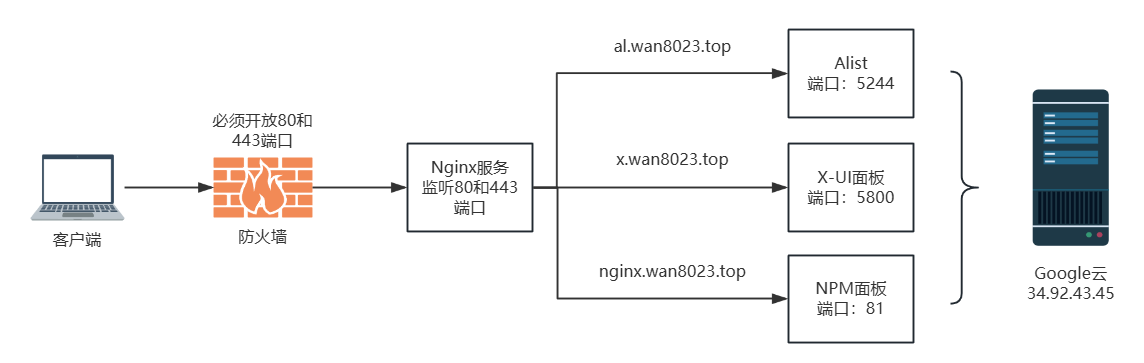 必须开放80和
443端口
客户端
防火墙
Nginx服务
监听80和443
端口
al.wan8023.top
x.wan8023.top
nginx.wan8023.top
Alist
端口：5244
X-UI面板
端口：5800
NPM面板
端口：81
Google云
34.92.43.45